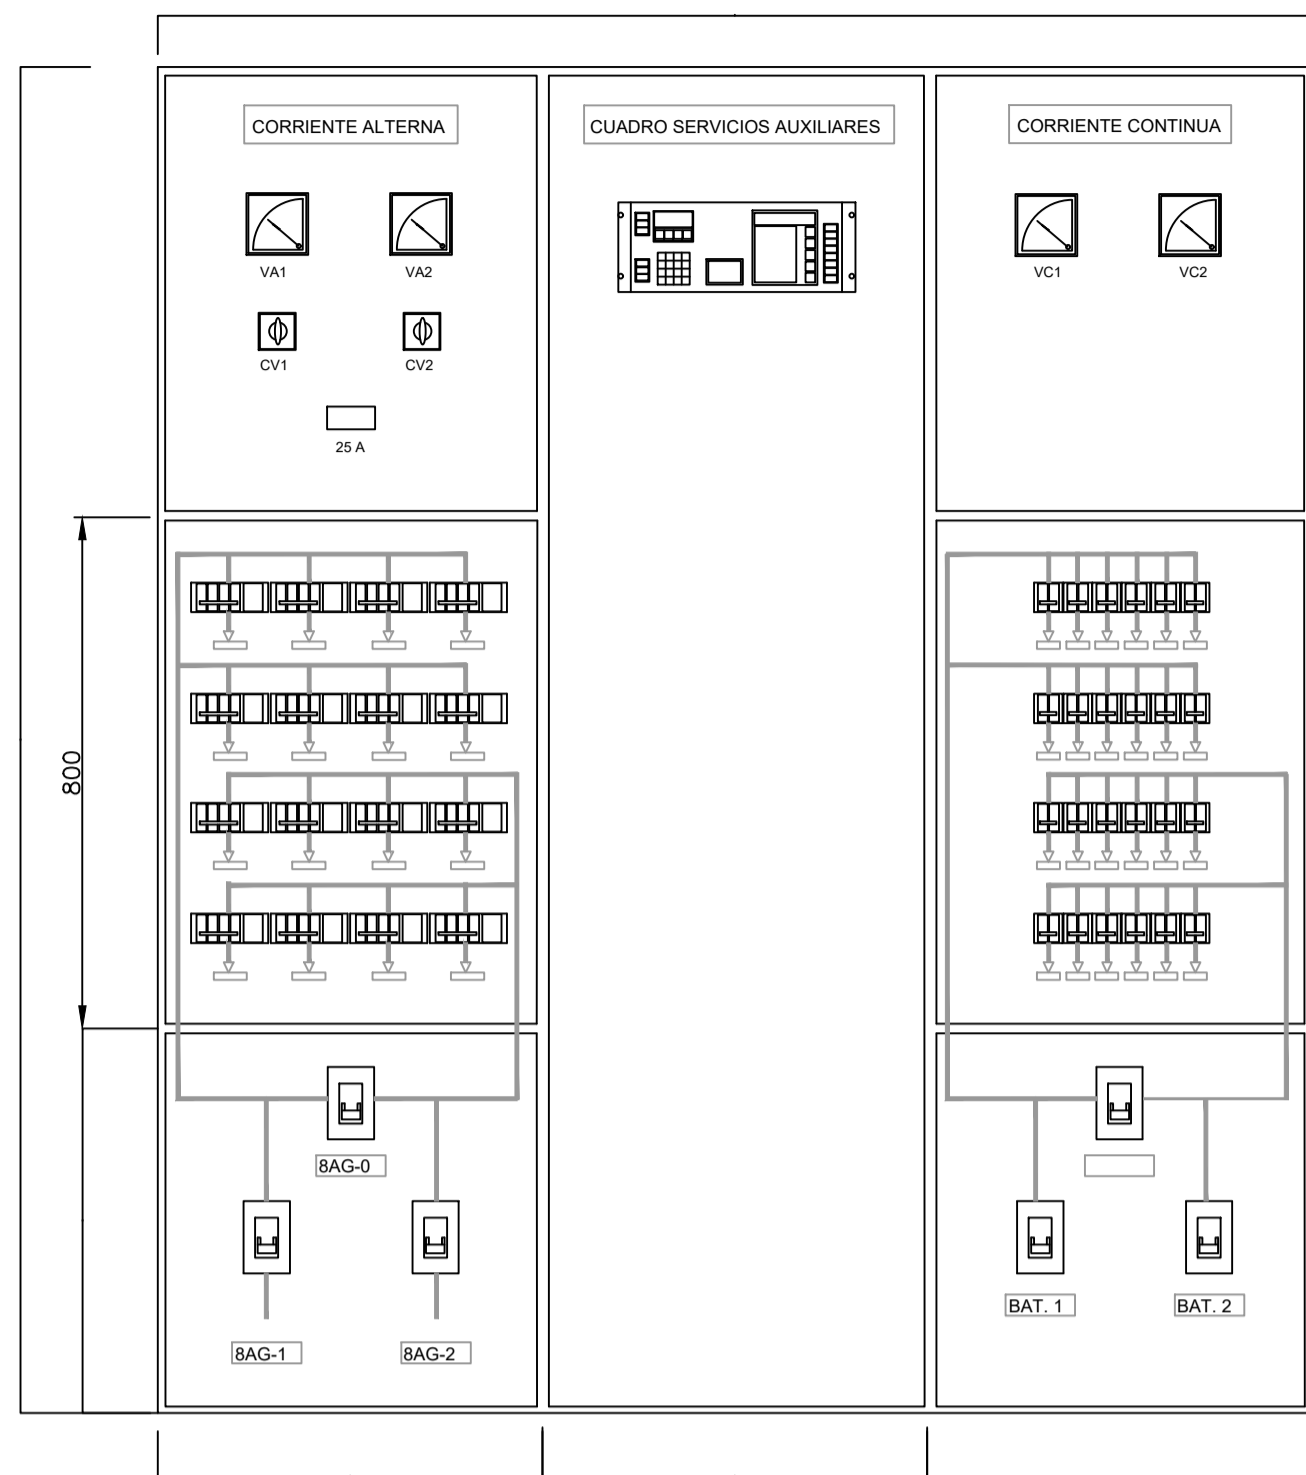 CORRIENTE ALTERNA
CUADRO SERVICIOS AUXILIARES
CORRIENTE CONTINUA
VA1
VA2
VC1
VC2
CV1
CV2
25 A
800
8AG-0
8AG-1
8AG-2
BAT. 1
BAT. 2